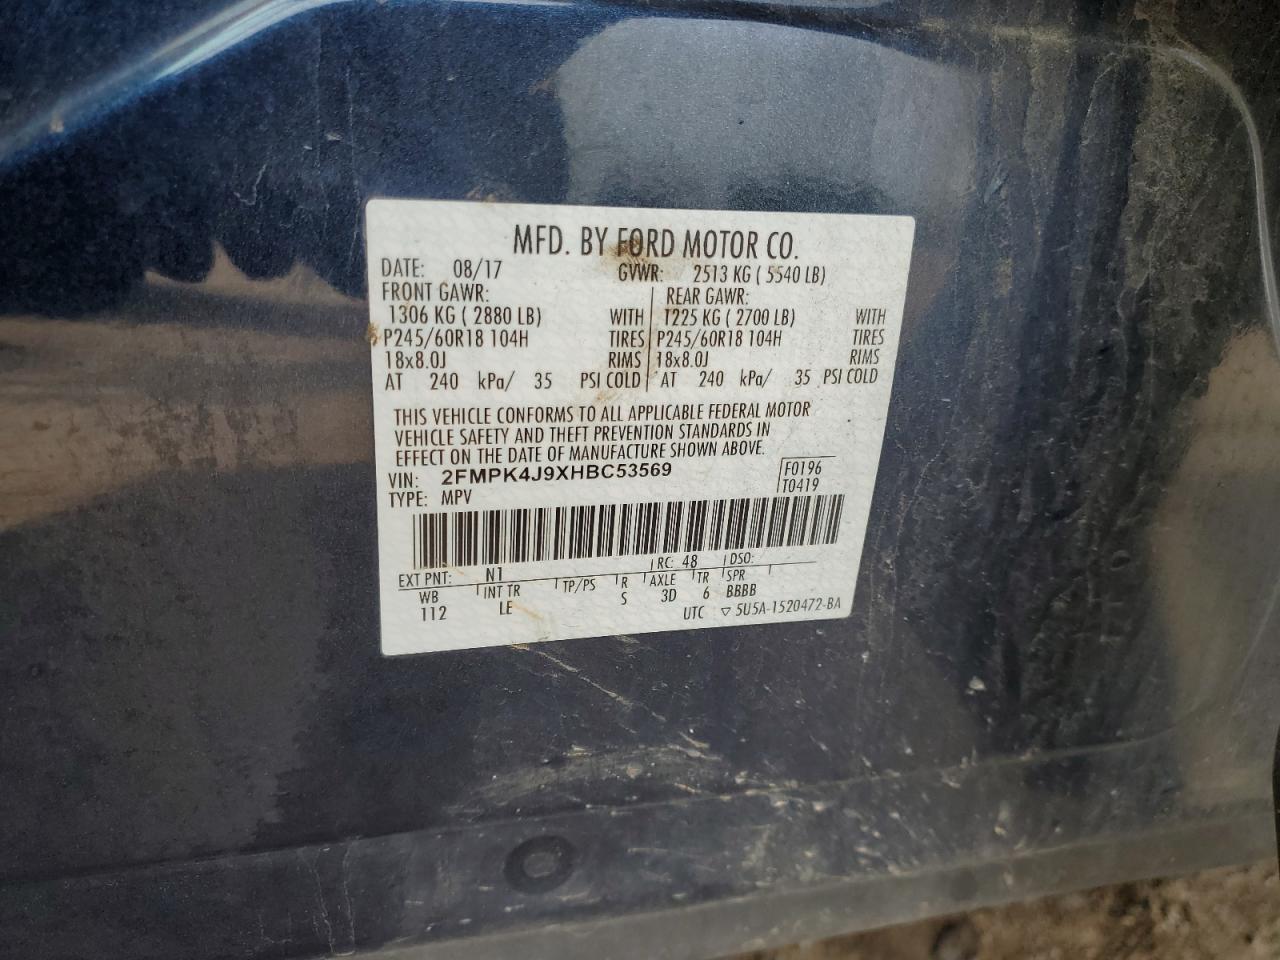 MFD. BY FORD MOTOR CO.
DATE: 08/17 GVWR: 2513 KG ( 5540 LB)
FRONT GAWR: REAR GAWR:
1306 KG ( 2880 LB) WITH 1225 KG ( 2700 LB) WITH
P245/60R18 104H TIRES P245/60R18 104H TIRES
18x8.0J RIMS 18x8.0J RIMS
AT 240 kPa/ 35 PSI COLD AT 240 kPa/ 35 PSI COLD
THIS VEHICLE CONFORMS TO ALL APPLICABLE FEDERAL MOTOR
VEHICLE SAFETY AND THEFT PREVENTION STANDARDS IN
EFFECT ON THE DATE OF MANUFACTURE SHOWN ABOVE.
VIN: 2FMPK4J9XHBC53569 F0196
TYPE: MPV T0419
EXT PNT: N1 RC: 48 DSO:
WB INT TR TP/PS R AXLE TR SPR
112 LE S 3D 6 BBBB
UTC ▽ 5U5A-1520472-BA